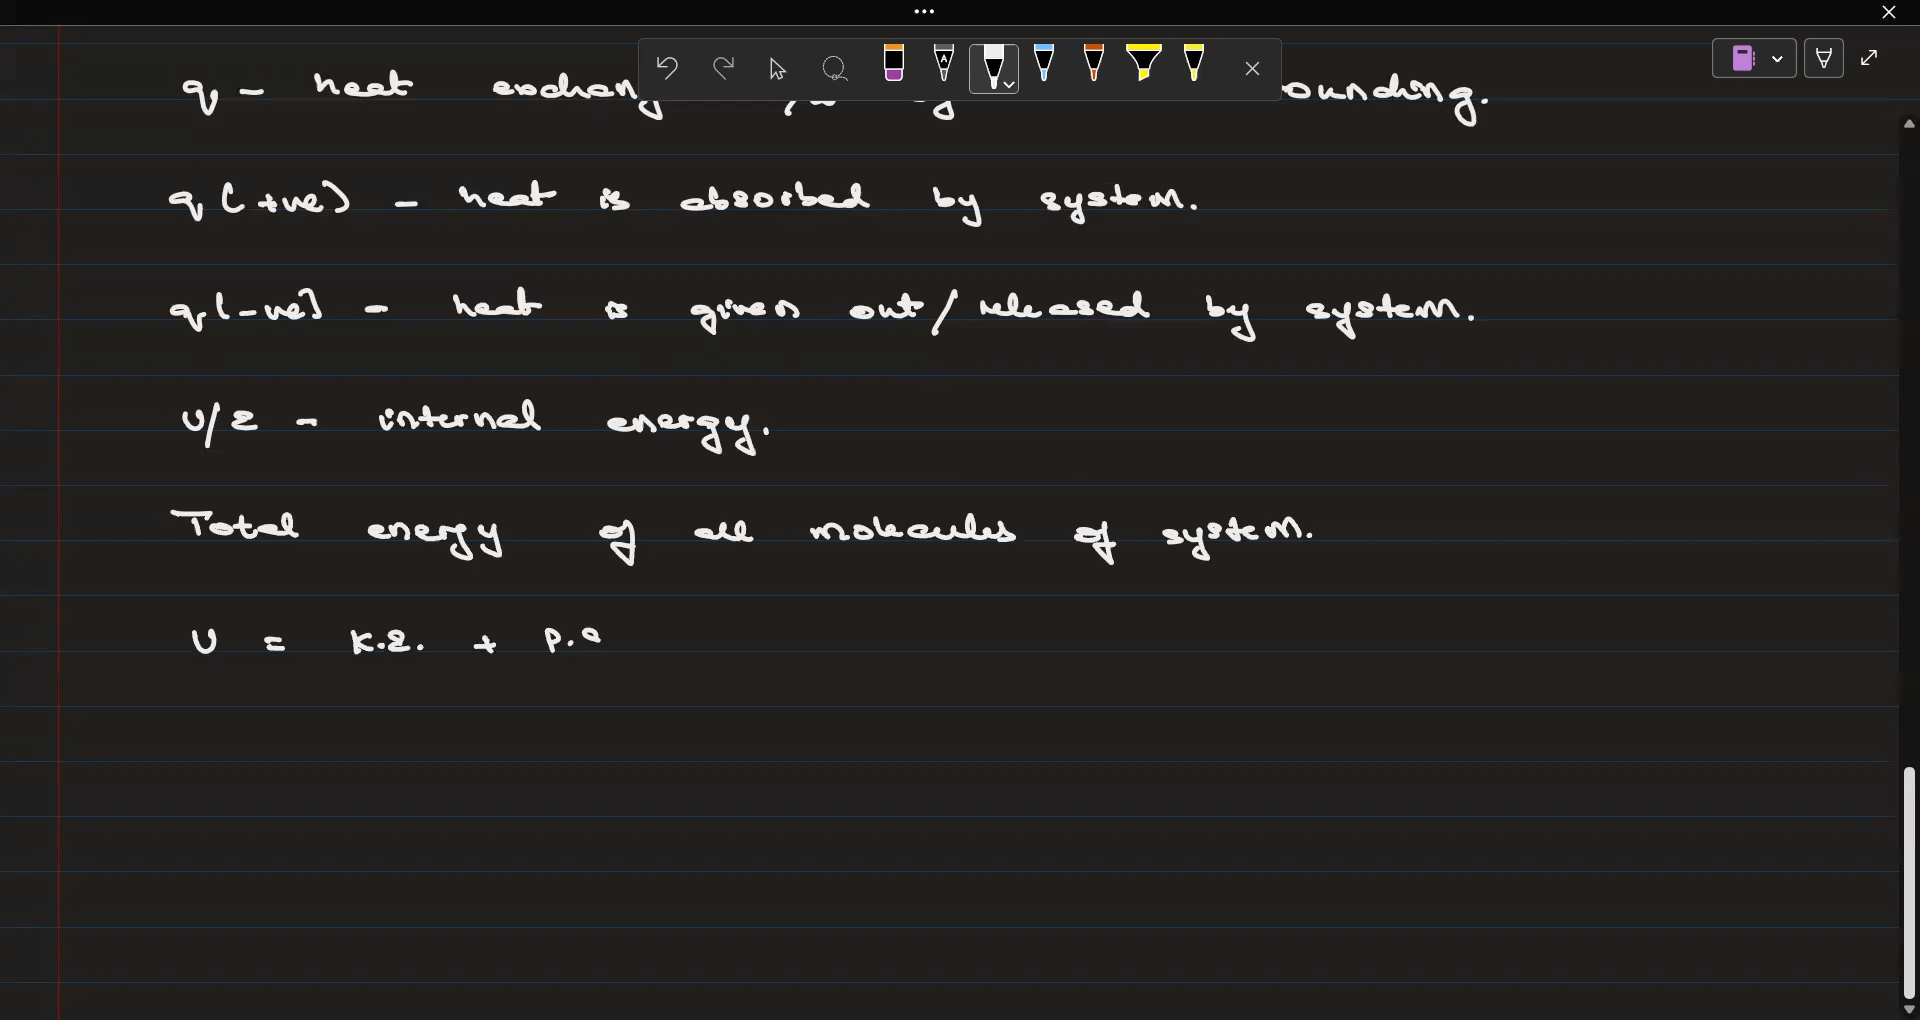 q - heat exchang ounding.
q (+ve) - heat is absorbed by system.
q (-ve) - heat is given out/released by system.
U/E - internal energy.
Total energy of all molecules of system.
U = K.E. + P.